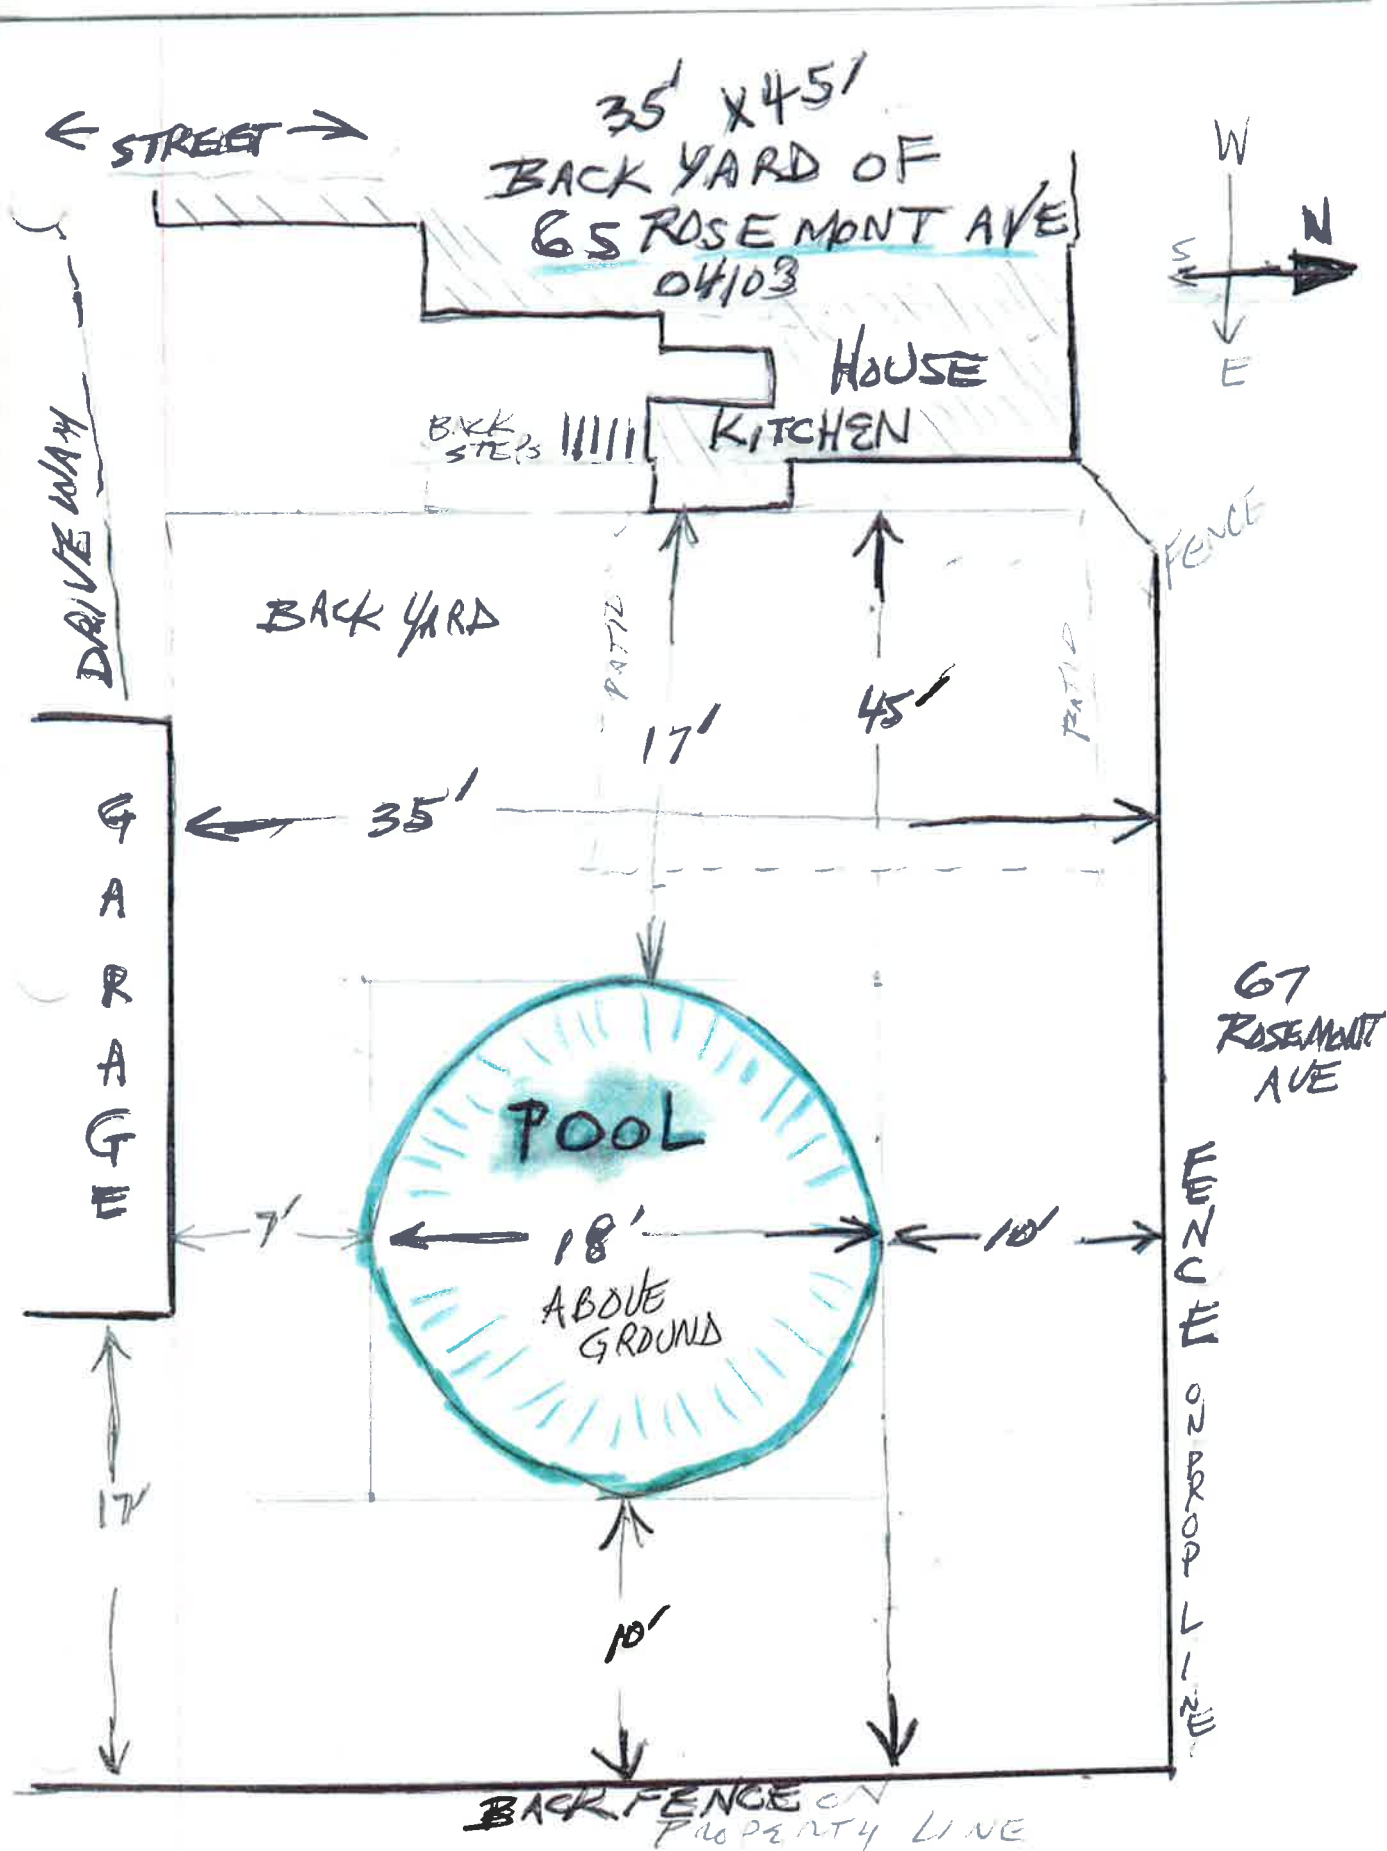 ← STREET →
35' X 45'
BACK YARD OF
65 ROSEMONT AVE
04103
W
S
N
E
HOUSE
KITCHEN
BACK
STEPS
DRIVEWAY
FENCE
BACK YARD
PATIO
PATIO
17'
45'
35'
GARAGE
67
ROSEMONT
AVE
POOL
7'
18'
10'
ABOVE
GROUND
FENCE ON PROP LINE
17'
10'
BACK FENCE ON
PROPERTY LINE